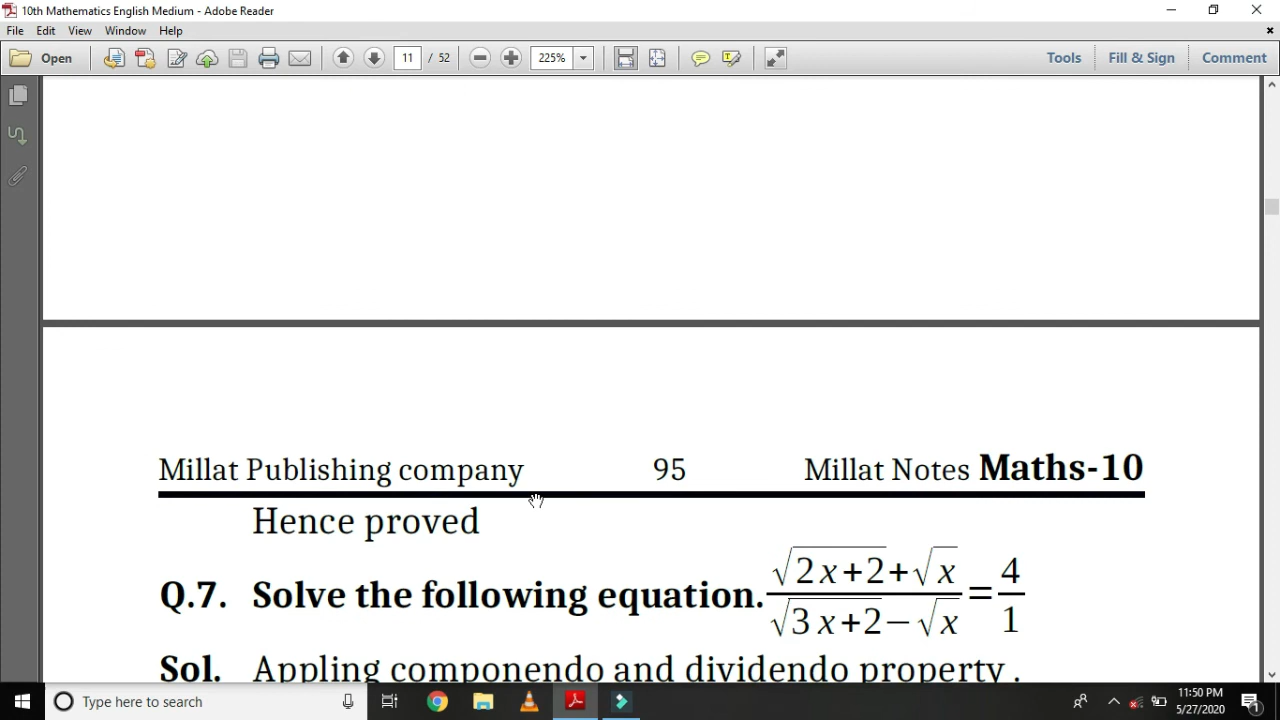 10th Mathematics English Medium - Adobe Reader
File Edit View Window Help
Open 11 / 52 225% Tools Fill & Sign Comment
Millat Publishing company 95 Millat Notes Maths-10
Hence proved
Q.7. Solve the following equation. (√(2x+2)+√x)/(√(3x+2)−√x) = 4/1
Sol. Appling componendo and dividendo property.
Type here to search
11:50 PM
5/27/2020
1